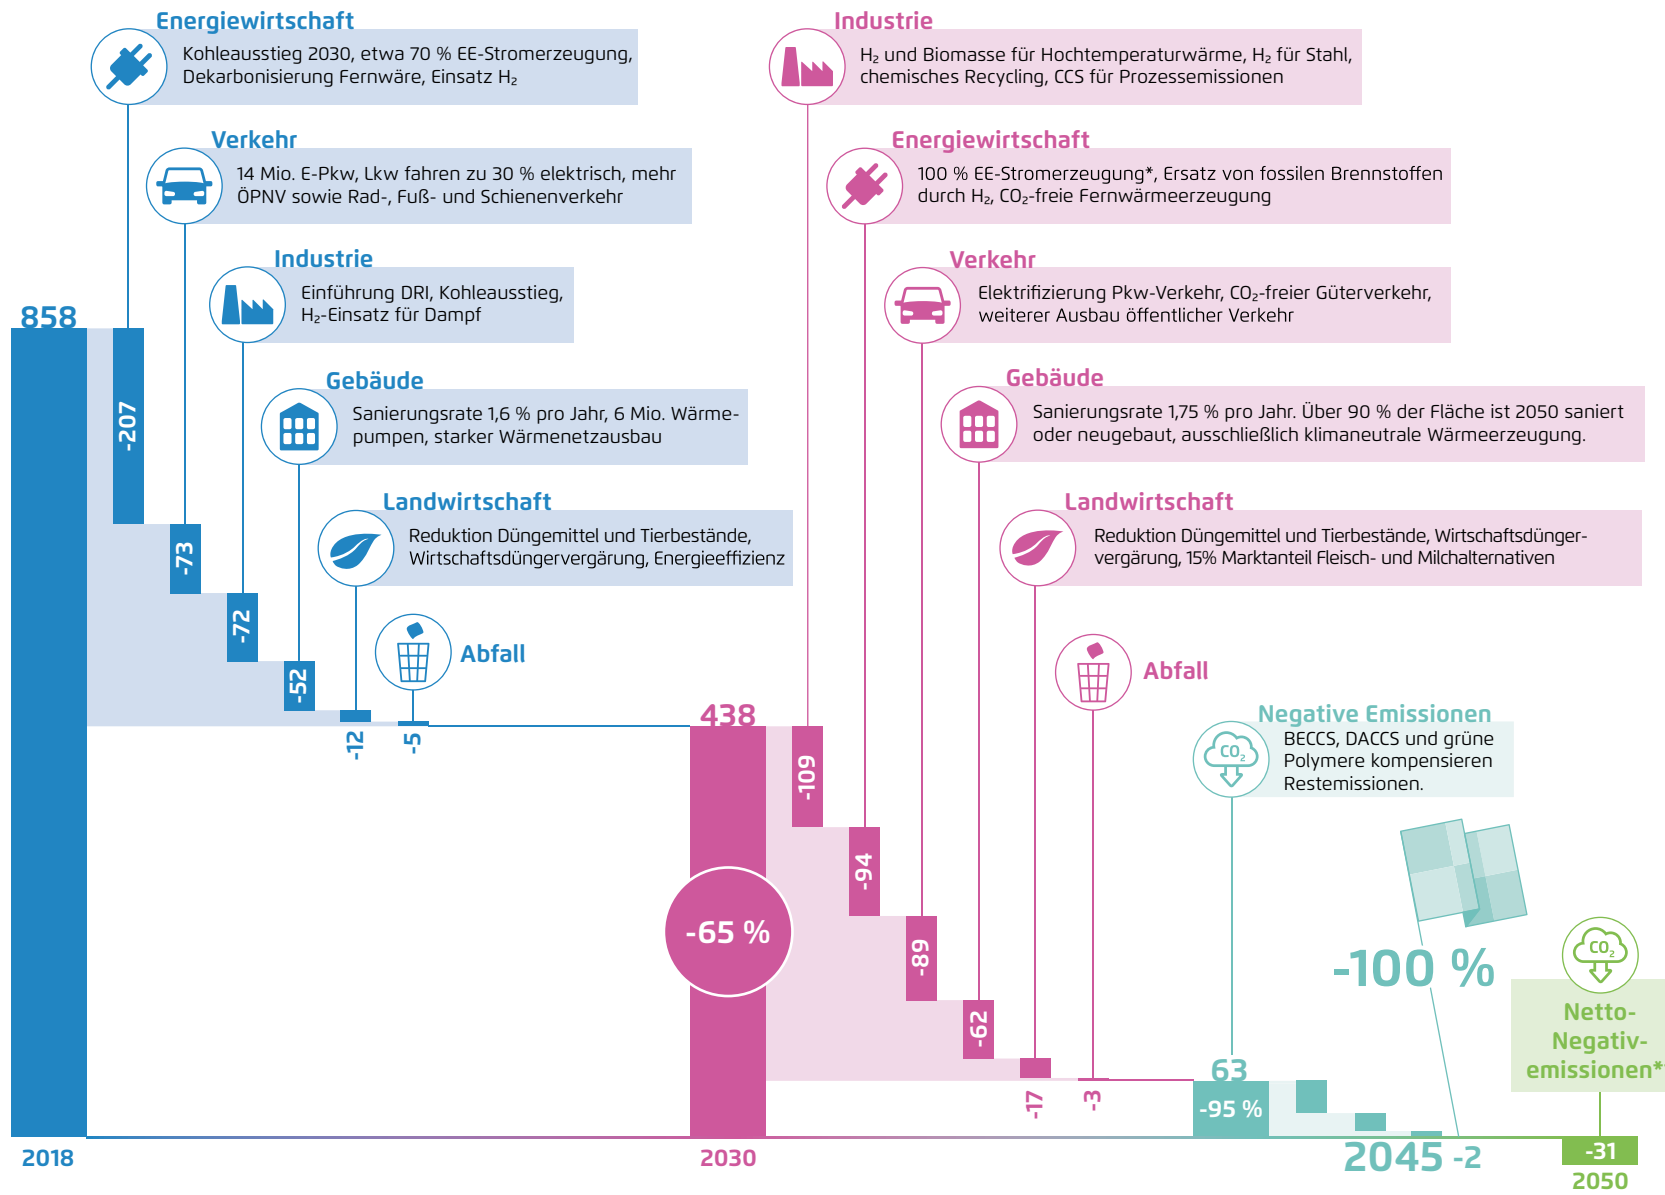 Energiewirtschaft
Kohleausstieg 2030, etwa 70 % EE-Stromerzeugung,
Dekarbonisierung Fernwäre, Einsatz H₂
Verkehr
14 Mio. E-Pkw, Lkw fahren zu 30 % elektrisch, mehr
ÖPNV sowie Rad-, Fuß- und Schienenverkehr
Industrie
Einführung DRI, Kohleausstieg,
H₂-Einsatz für Dampf
Gebäude
Sanierungsrate 1,6 % pro Jahr, 6 Mio. Wärme-
pumpen, starker Wärmenetzausbau
Landwirtschaft
Reduktion Düngemittel und Tierbestände,
Wirtschaftsdüngervergärung, Energieeffizienz
Abfall
858
-207
-73
-72
-52
-12
-5
2018
Industrie
H₂ und Biomasse für Hochtemperaturwärme, H₂ für Stahl,
chemisches Recycling, CCS für Prozessemissionen
Energiewirtschaft
100 % EE-Stromerzeugung*, Ersatz von fossilen Brennstoffen
durch H₂, CO₂-freie Fernwärmeerzeugung
Verkehr
Elektrifizierung Pkw-Verkehr, CO₂-freier Güterverkehr,
weiterer Ausbau öffentlicher Verkehr
Gebäude
Sanierungsrate 1,75 % pro Jahr. Über 90 % der Fläche ist 2050 saniert
oder neugebaut, ausschließlich klimaneutrale Wärmeerzeugung.
Landwirtschaft
Reduktion Düngemittel und Tierbestände, Wirtschaftsdünger-
vergärung, 15% Marktanteil Fleisch- und Milchalternativen
Abfall
438
-65 %
-109
-94
-89
-62
-17
-3
2030
Negative Emissionen
BECCS, DACCS und grüne
Polymere kompensieren
Restemissionen.
CO₂
63
-95 %
-100 %
2045 -2
CO₂
Netto-
Negativ-
emissionen*
-31
2050